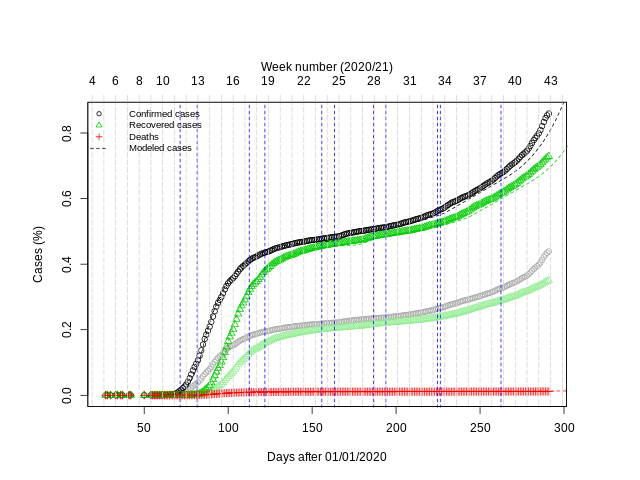 Week number (2020/21)
4 6 8 10 13 16 19 22 25 28 31 34 37 40 43
Confirmed cases
Recovered cases
Deaths
Modeled cases
Cases (%)
0.8
0.6
0.4
0.2
0.0
50 100 150 200 250 300
Days after 01/01/2020